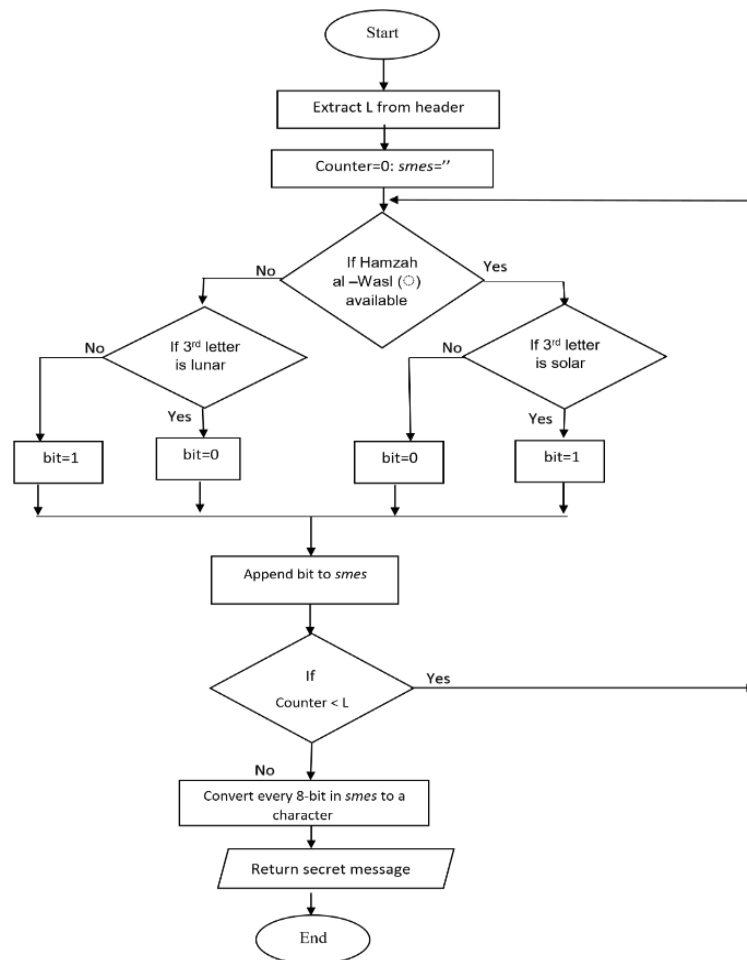 Start
Extract L from header
Counter=0: smes=’’
If Hamzah
al –Wasl (◌)
available
No
Yes
If 3rd letter
is lunar
No
Yes
If 3rd letter
is solar
No
Yes
bit=1
bit=0
bit=0
bit=1
Append bit to smes
If
Counter < L
Yes
No
Convert every 8-bit in smes to a
character
Return secret message
End